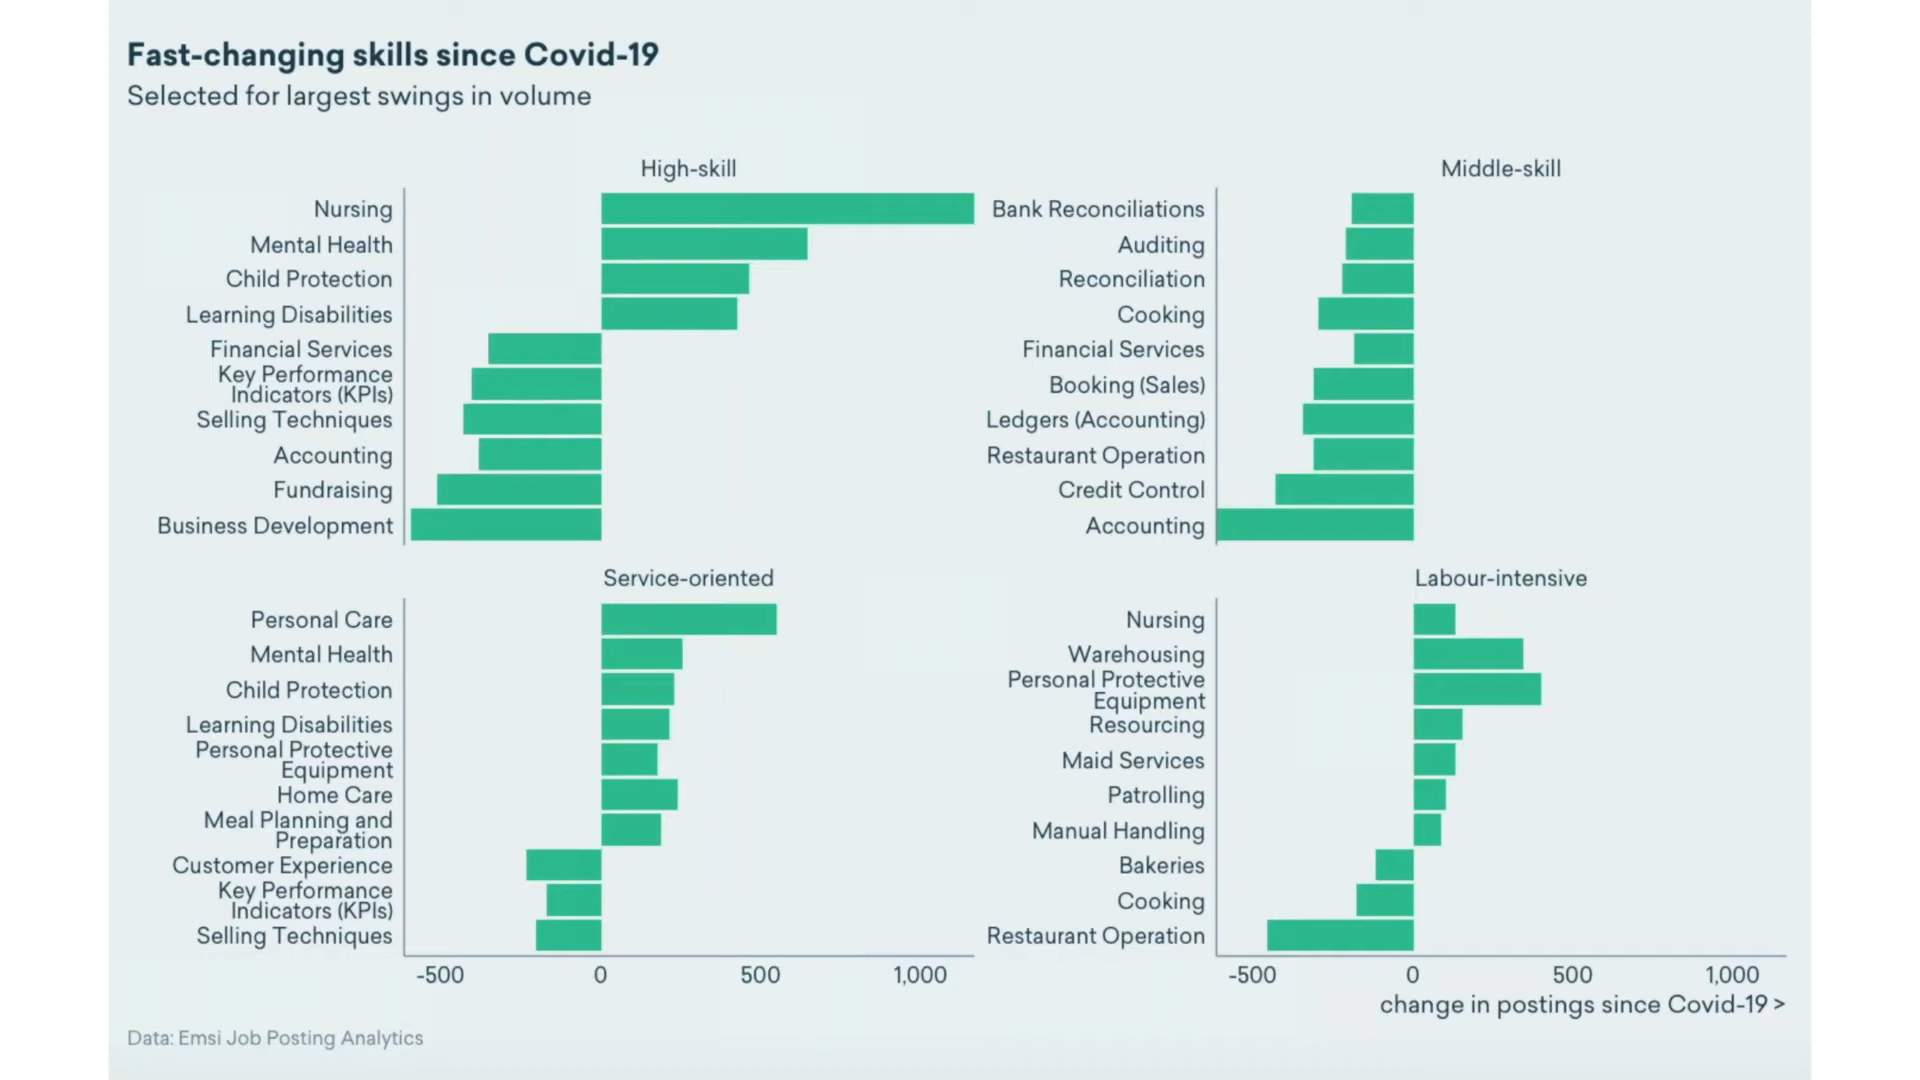 Fast-changing skills since Covid-19
Selected for largest swings in volume
High-skill
Nursing
Mental Health
Child Protection
Learning Disabilities
Financial Services
Key Performance
Indicators (KPIs)
Selling Techniques
Accounting
Fundraising
Business Development
Middle-skill
Bank Reconciliations
Auditing
Reconciliation
Cooking
Financial Services
Booking (Sales)
Ledgers (Accounting)
Restaurant Operation
Credit Control
Accounting
Service-oriented
Personal Care
Mental Health
Child Protection
Learning Disabilities
Personal Protective
Equipment
Home Care
Meal Planning and
Preparation
Customer Experience
Key Performance
Indicators (KPIs)
Selling Techniques
-500 0 500 1,000
Labour-intensive
Nursing
Warehousing
Personal Protective
Equipment
Resourcing
Maid Services
Patrolling
Manual Handling
Bakeries
Cooking
Restaurant Operation
-500 0 500 1,000
change in postings since Covid-19 >
Data: Emsi Job Posting Analytics